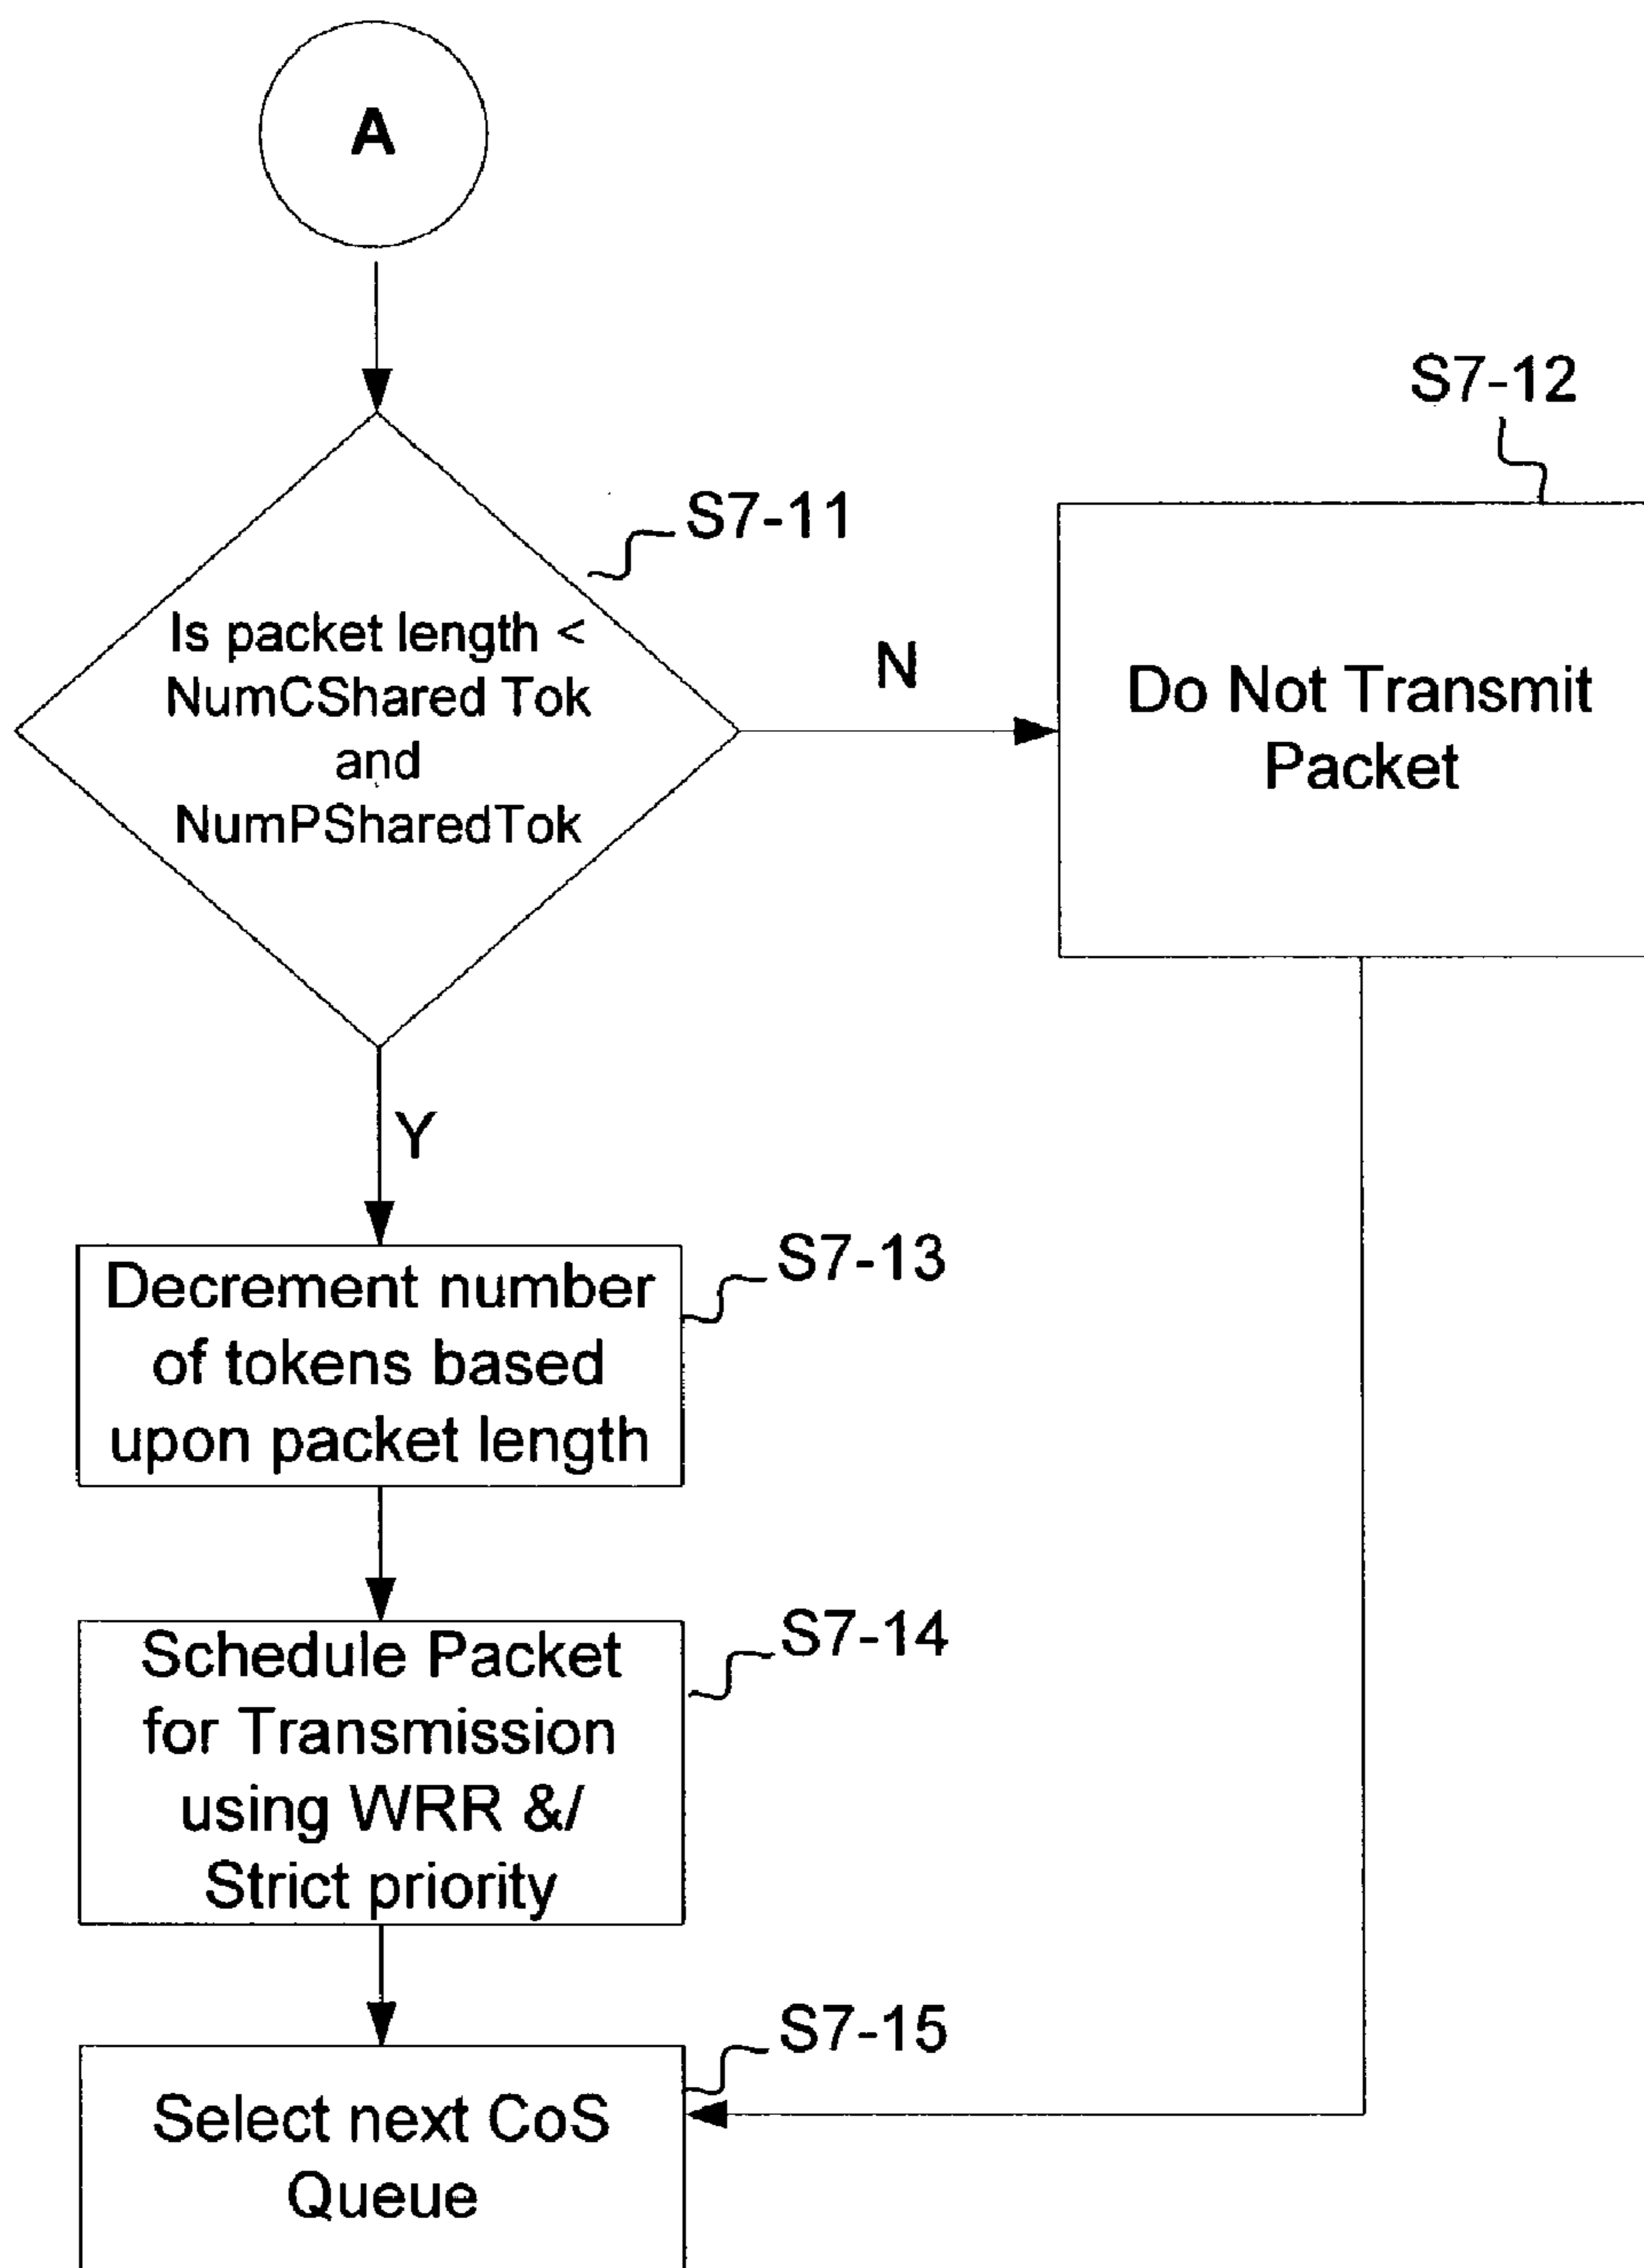 A
S7-12
S7-11
Is packet length <
NumCShared Tok
and
NumPSharedTok
N
Do Not Transmit
Packet
Y
S7-13
Decrement number
of tokens based
upon packet length
S7-14
Schedule Packet
for Transmission
using WRR &/
Strict priority
S7-15
Select next CoS
Queue